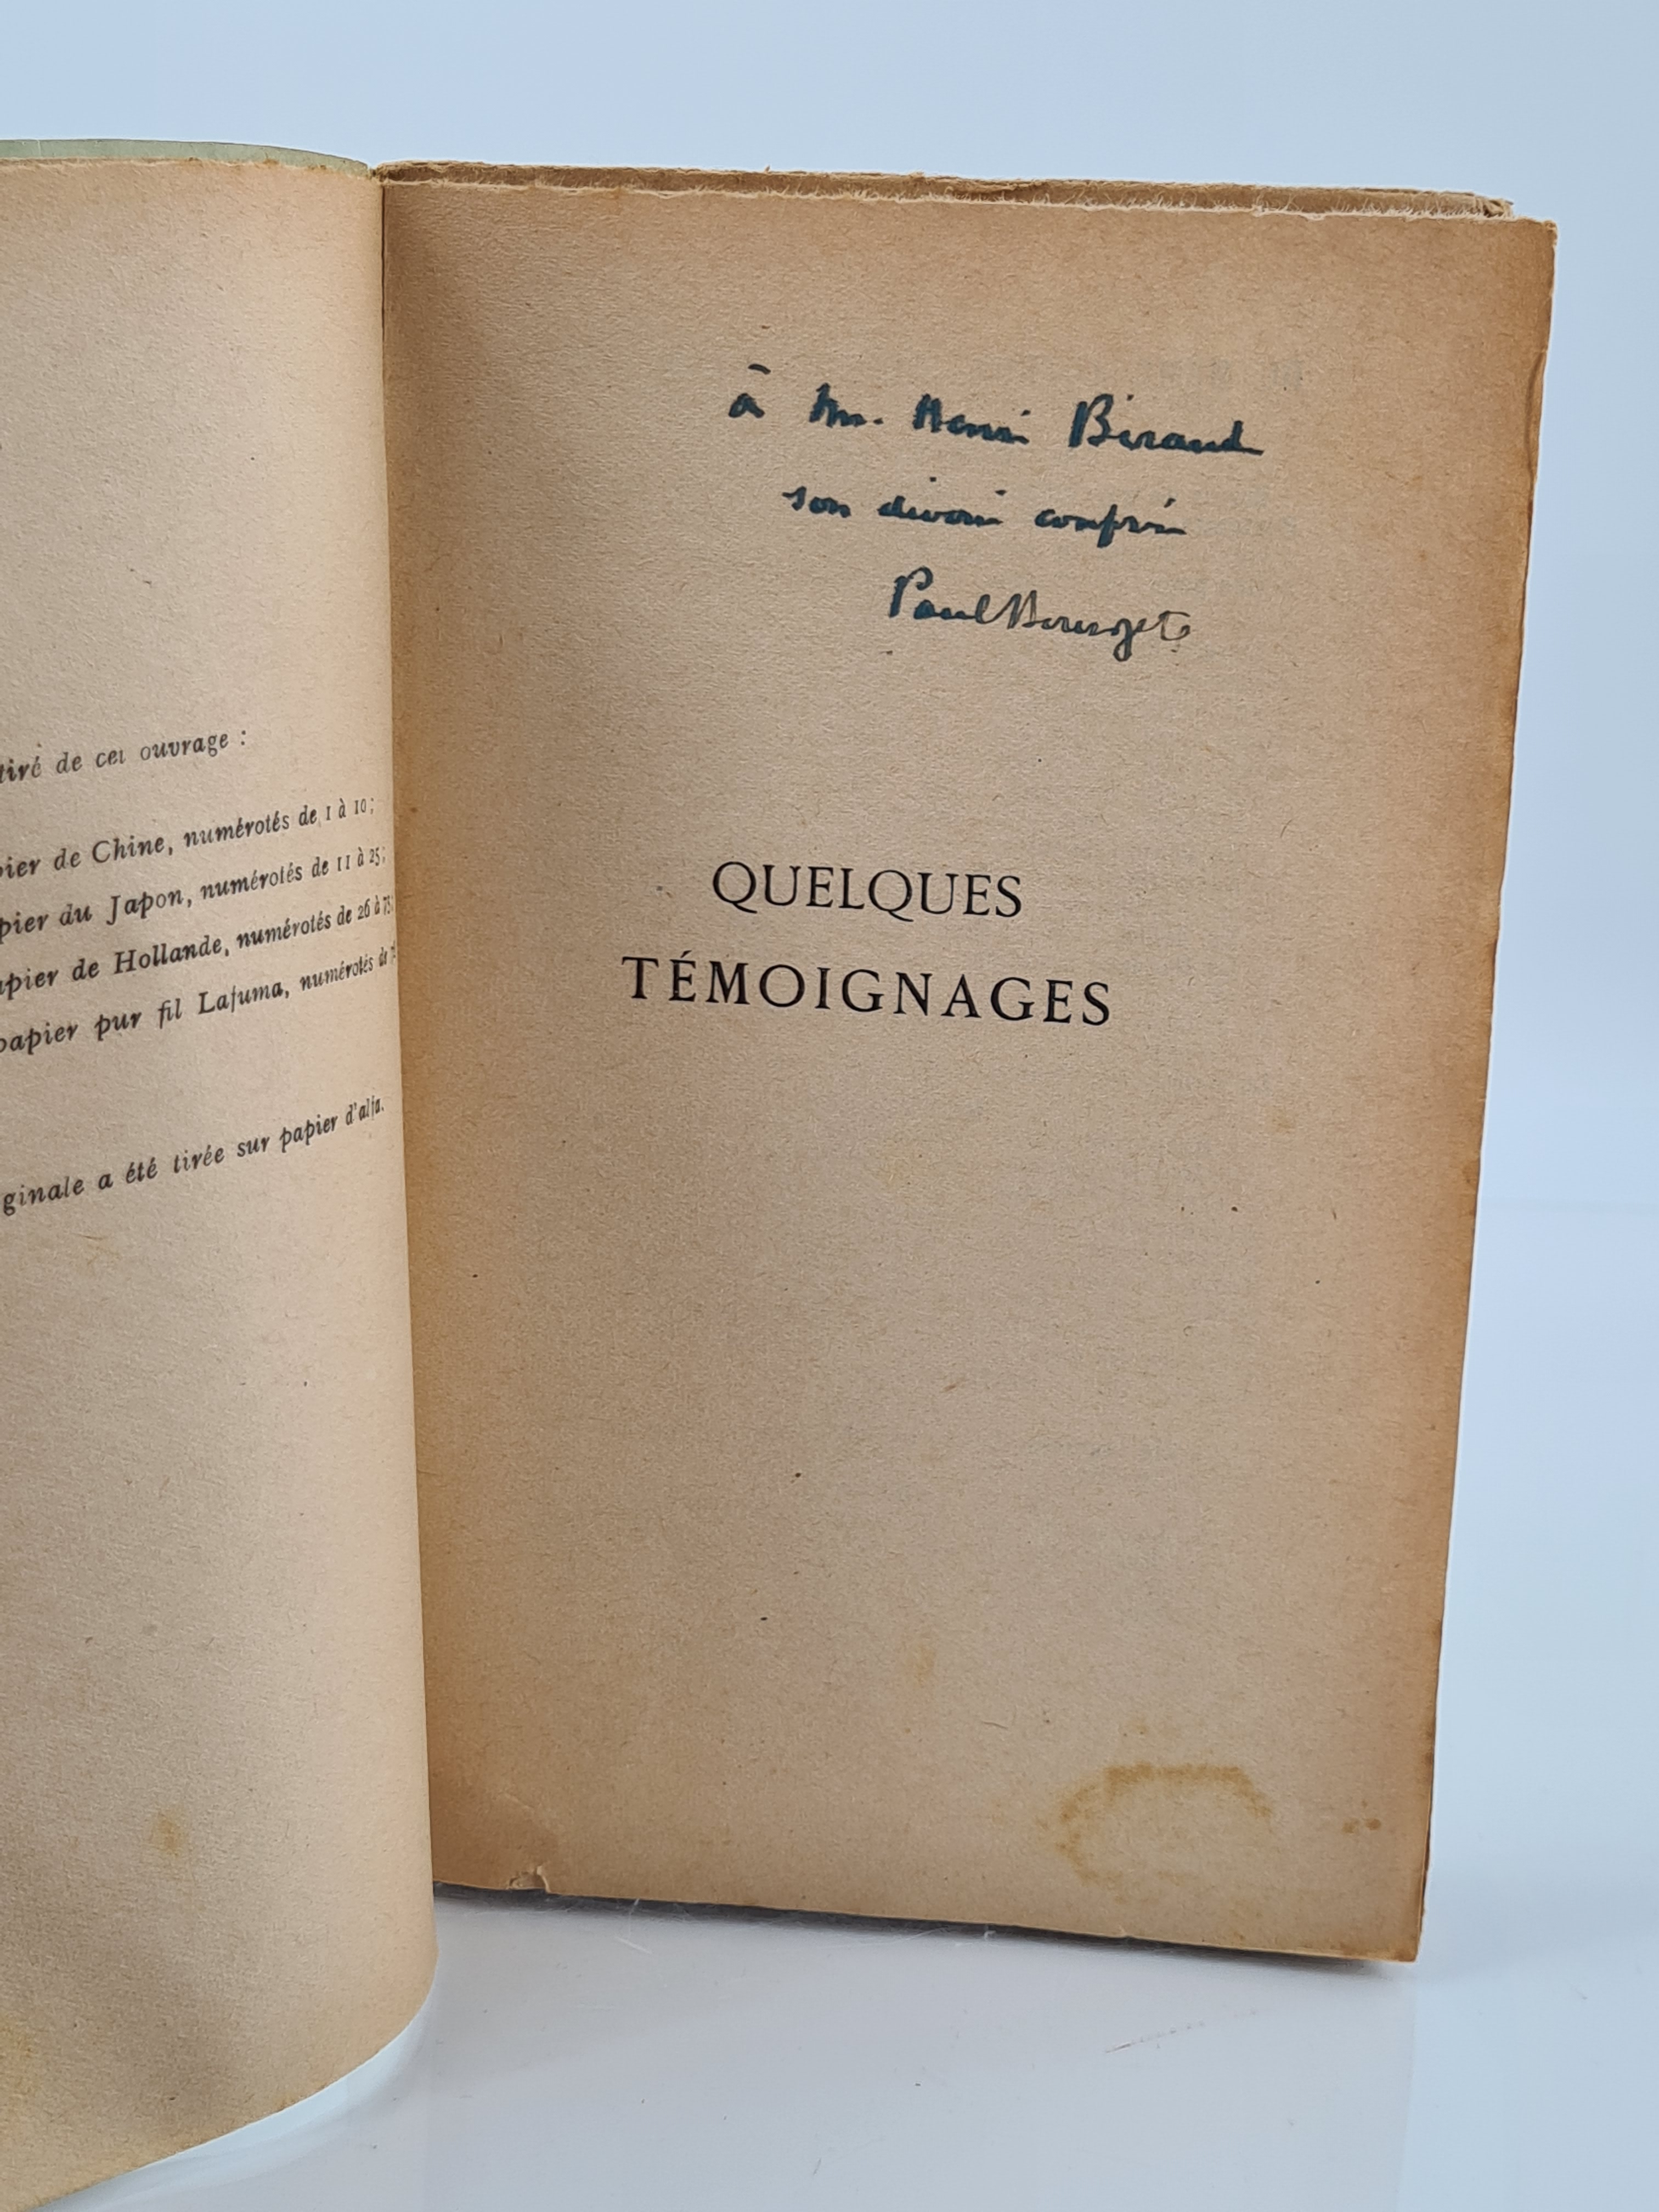 tiré de cet ouvrage :
pier de Chine, numérotés de 1 à 10;
pier du Japon, numérotés de 11 à 25;
apier de Hollande, numérotés de 26 à 75;
papier pur fil Lafuma, numérotés de 7
ginale a été tirée sur papier d'alfa.
à M. Henri Béraud
son dévoué confrère
Paul Bourget
QUELQUES
TÉMOIGNAGES